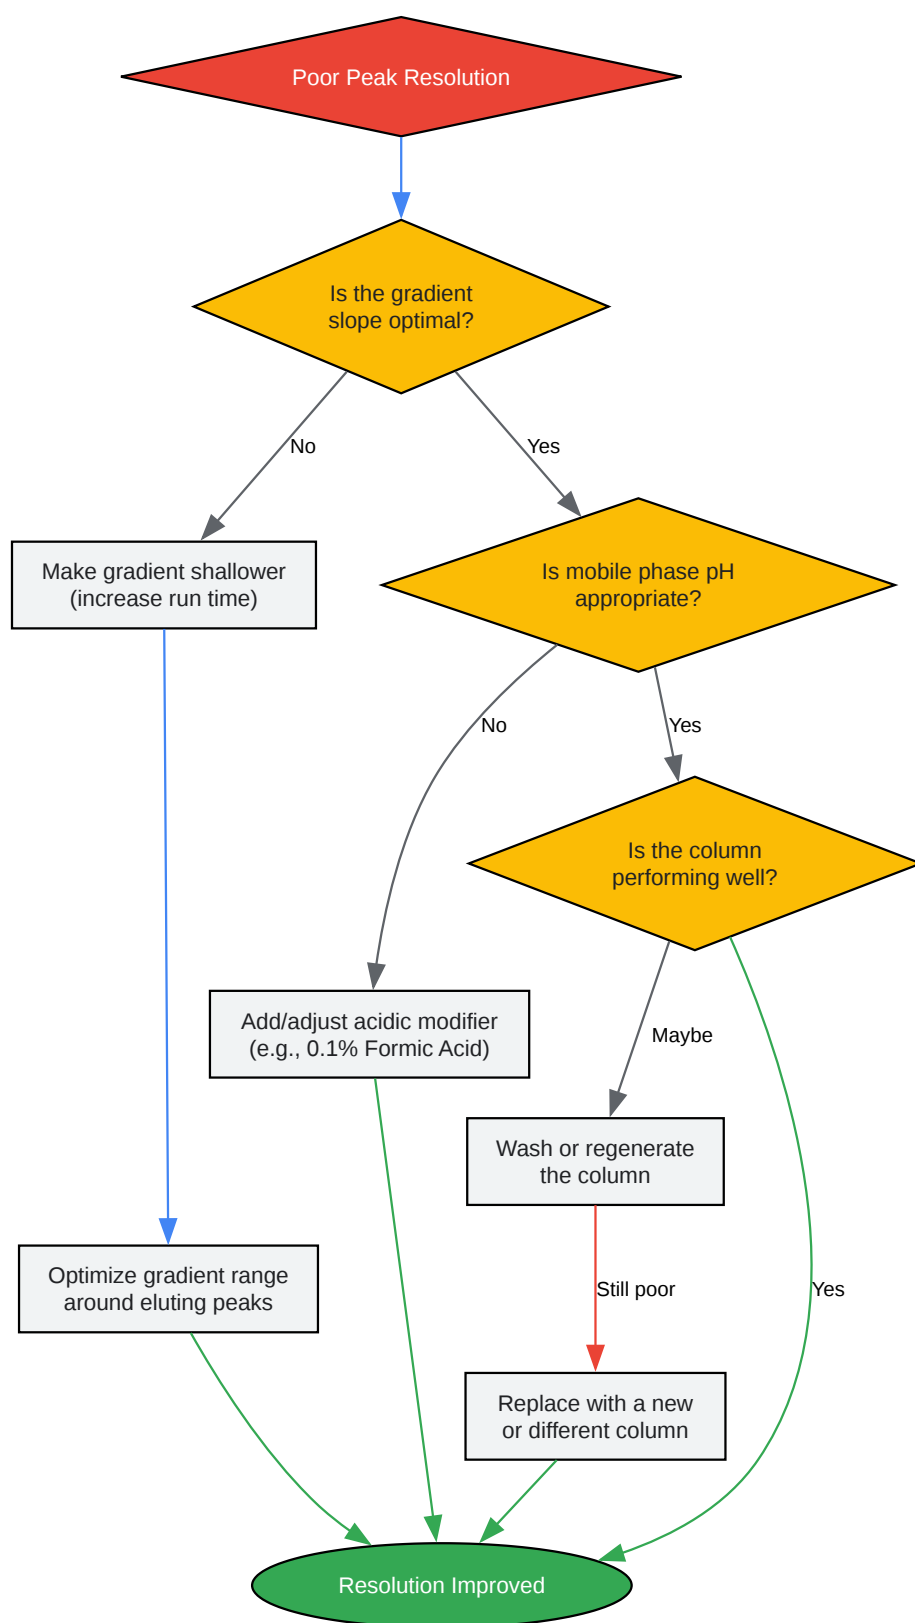 Poor Peak Resolution
Is the gradient
slope optimal?
No
Yes
Make gradient shallower
(increase run time)
Is mobile phase pH
appropriate?
No
Yes
Is the column
performing well?
Add/adjust acidic modifier
(e.g., 0.1% Formic Acid)
Maybe
Wash or regenerate
the column
Optimize gradient range
around eluting peaks
Still poor
Yes
Replace with a new
or different column
Resolution Improved